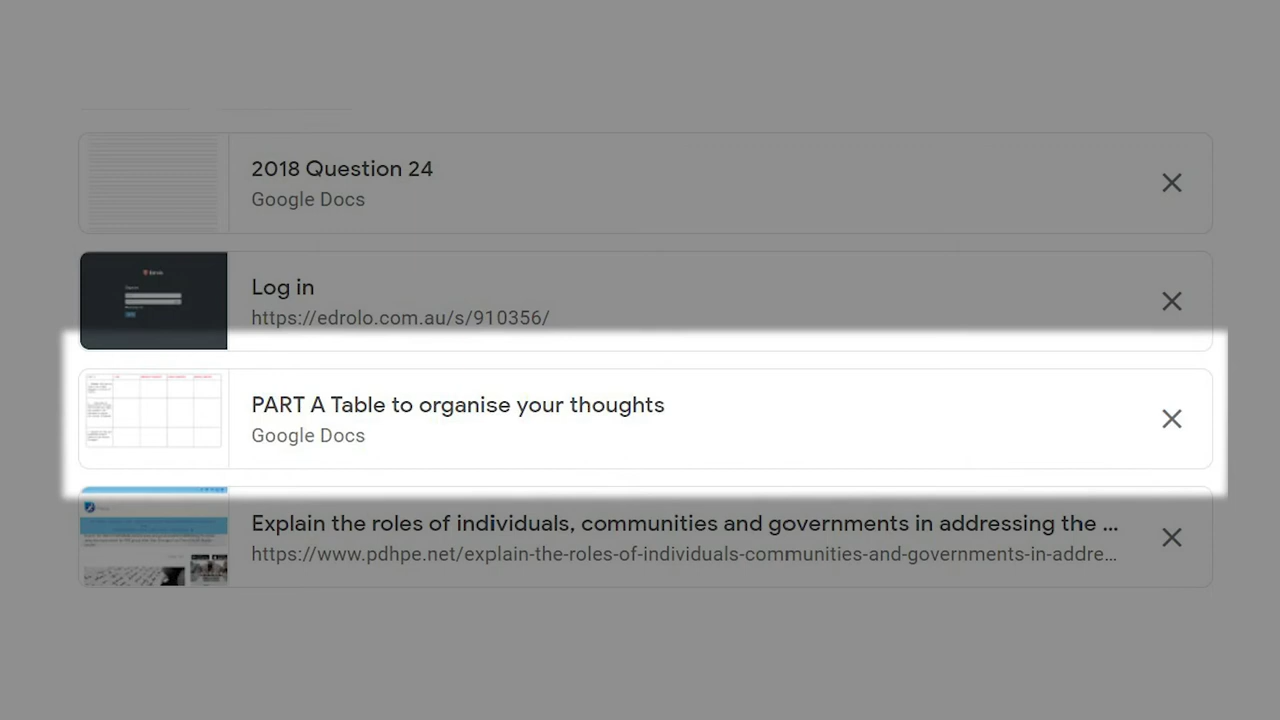 2018 Question 24
Google Docs
Edrolo
Log in
https://edrolo.com.au/s/910356/
PART A Table to organise your thoughts
Google Docs
Explain the roles of individuals, communities and governments in addressing the ...
https://www.pdhpe.net/explain-the-roles-of-individuals-communities-and-governments-in-addre...